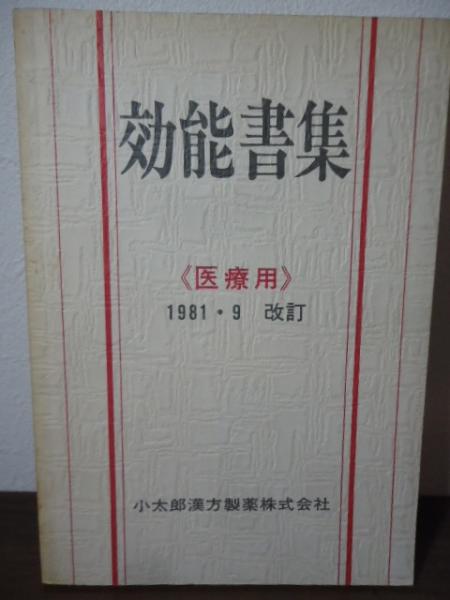 効能書集
《医療用》
1981・9 改訂
小太郎漢方製薬株式会社